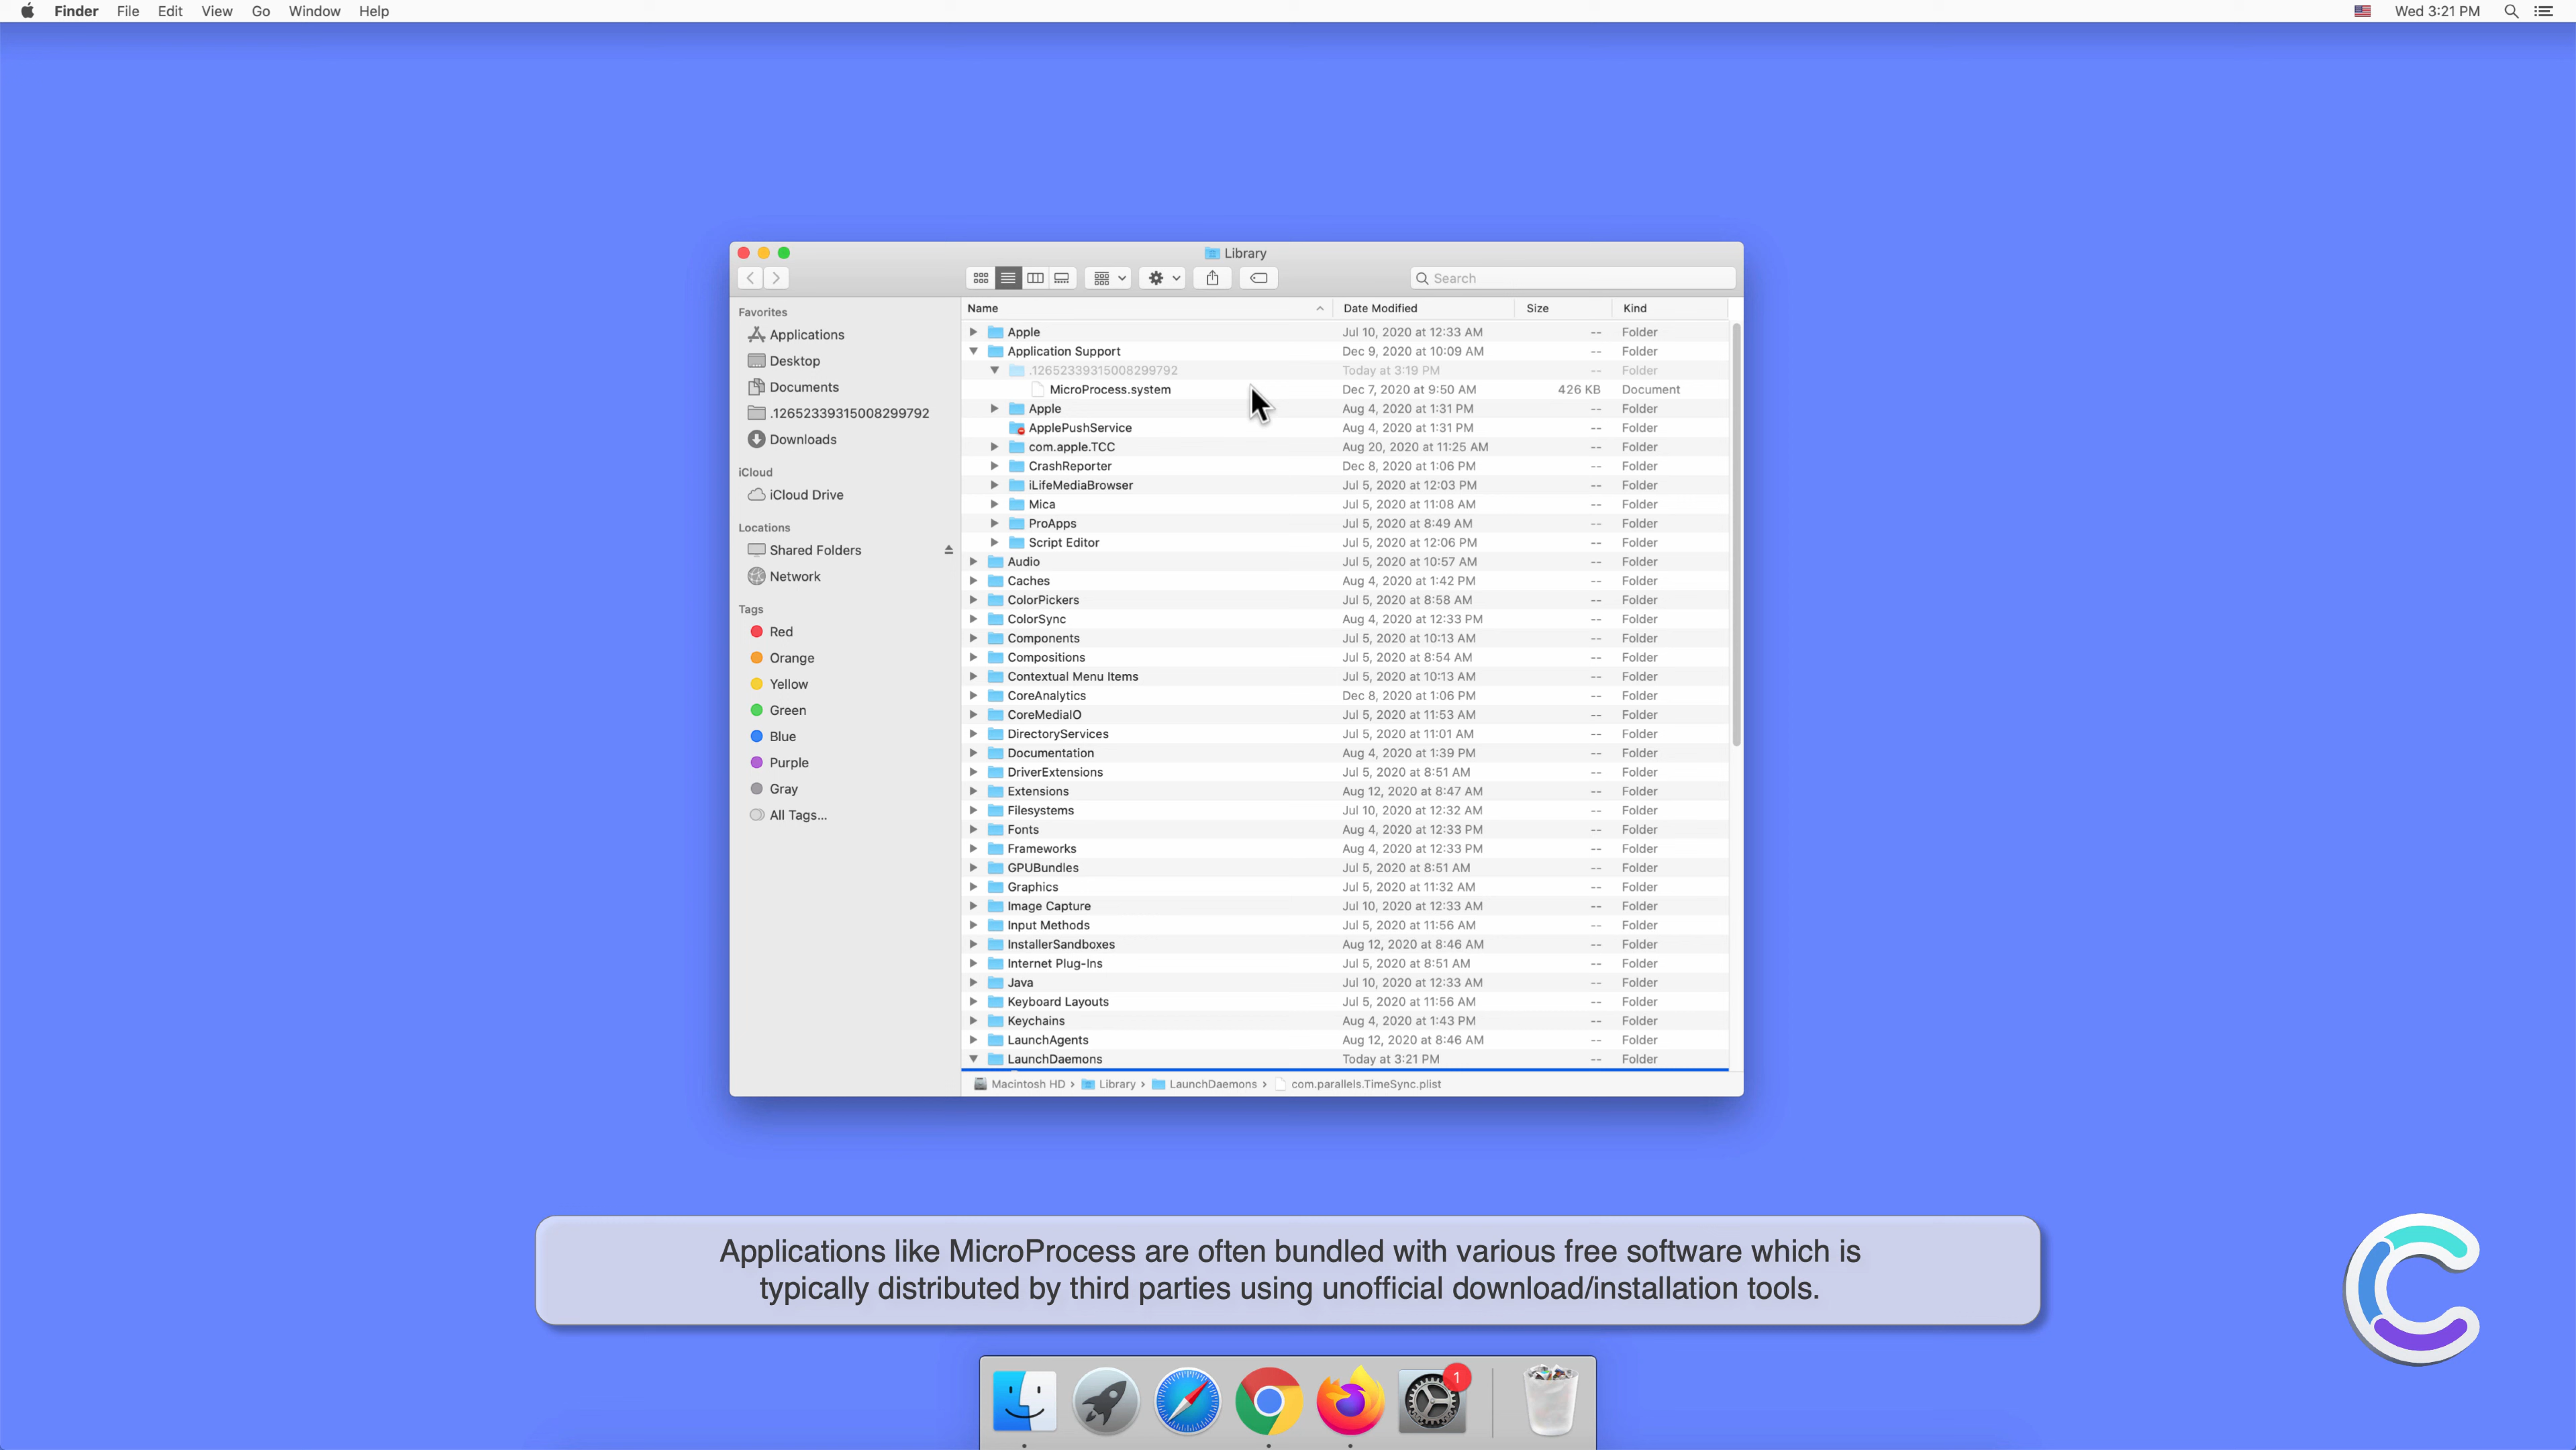 Finder File Edit View Go Window Help Wed 3:21 PM
Library
Search
Favorites
Applications
Desktop
Documents
.12652339315008299792
Downloads
iCloud
iCloud Drive
Locations
Shared Folders
Network
Tags
Red
Orange
Yellow
Green
Blue
Purple
Gray
All Tags...
Name Date Modified Size Kind
Apple Jul 10, 2020 at 12:33 AM -- Folder
Application Support Dec 9, 2020 at 10:09 AM -- Folder
.12652339315008299792 Today at 3:19 PM -- Folder
MicroProcess.system Dec 7, 2020 at 9:50 AM 426 KB Document
Apple Aug 4, 2020 at 1:31 PM -- Folder
ApplePushService Aug 4, 2020 at 1:31 PM -- Folder
com.apple.TCC Aug 20, 2020 at 11:25 AM -- Folder
CrashReporter Dec 8, 2020 at 1:06 PM -- Folder
iLifeMediaBrowser Jul 5, 2020 at 12:03 PM -- Folder
Mica Jul 5, 2020 at 11:08 AM -- Folder
ProApps Jul 5, 2020 at 8:49 AM -- Folder
Script Editor Jul 5, 2020 at 12:06 PM -- Folder
Audio Jul 5, 2020 at 10:57 AM -- Folder
Caches Aug 4, 2020 at 1:42 PM -- Folder
ColorPickers Jul 5, 2020 at 8:58 AM -- Folder
ColorSync Aug 4, 2020 at 12:33 PM -- Folder
Components Jul 5, 2020 at 10:13 AM -- Folder
Compositions Jul 5, 2020 at 8:54 AM -- Folder
Contextual Menu Items Jul 5, 2020 at 10:13 AM -- Folder
CoreAnalytics Dec 8, 2020 at 1:06 PM -- Folder
CoreMediaIO Jul 5, 2020 at 11:53 AM -- Folder
DirectoryServices Jul 5, 2020 at 11:01 AM -- Folder
Documentation Aug 4, 2020 at 1:39 PM -- Folder
DriverExtensions Jul 5, 2020 at 8:51 AM -- Folder
Extensions Aug 12, 2020 at 8:47 AM -- Folder
Filesystems Jul 10, 2020 at 12:32 AM -- Folder
Fonts Aug 4, 2020 at 12:33 PM -- Folder
Frameworks Aug 4, 2020 at 12:33 PM -- Folder
GPUBundles Jul 5, 2020 at 8:51 AM -- Folder
Graphics Jul 5, 2020 at 11:32 AM -- Folder
Image Capture Jul 10, 2020 at 12:33 AM -- Folder
Input Methods Jul 5, 2020 at 11:56 AM -- Folder
InstallerSandboxes Aug 12, 2020 at 8:46 AM -- Folder
Internet Plug-Ins Jul 5, 2020 at 8:51 AM -- Folder
Java Jul 10, 2020 at 12:33 AM -- Folder
Keyboard Layouts Jul 5, 2020 at 11:56 AM -- Folder
Keychains Aug 4, 2020 at 1:43 PM -- Folder
LaunchAgents Aug 12, 2020 at 8:46 AM -- Folder
LaunchDaemons Today at 3:21 PM -- Folder
Macintosh HD › Library › LaunchDaemons › com.parallels.TimeSync.plist
Applications like MicroProcess are often bundled with various free software which is
typically distributed by third parties using unofficial download/installation tools.
1